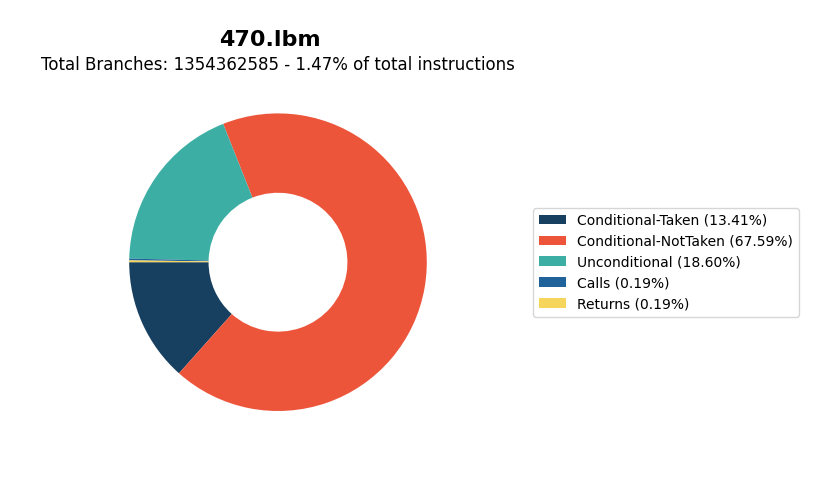 470.lbm
Total Branches: 1354362585 - 1.47% of total instructions
Conditional-Taken (13.41%)
Conditional-NotTaken (67.59%)
Unconditional (18.60%)
Calls (0.19%)
Returns (0.19%)